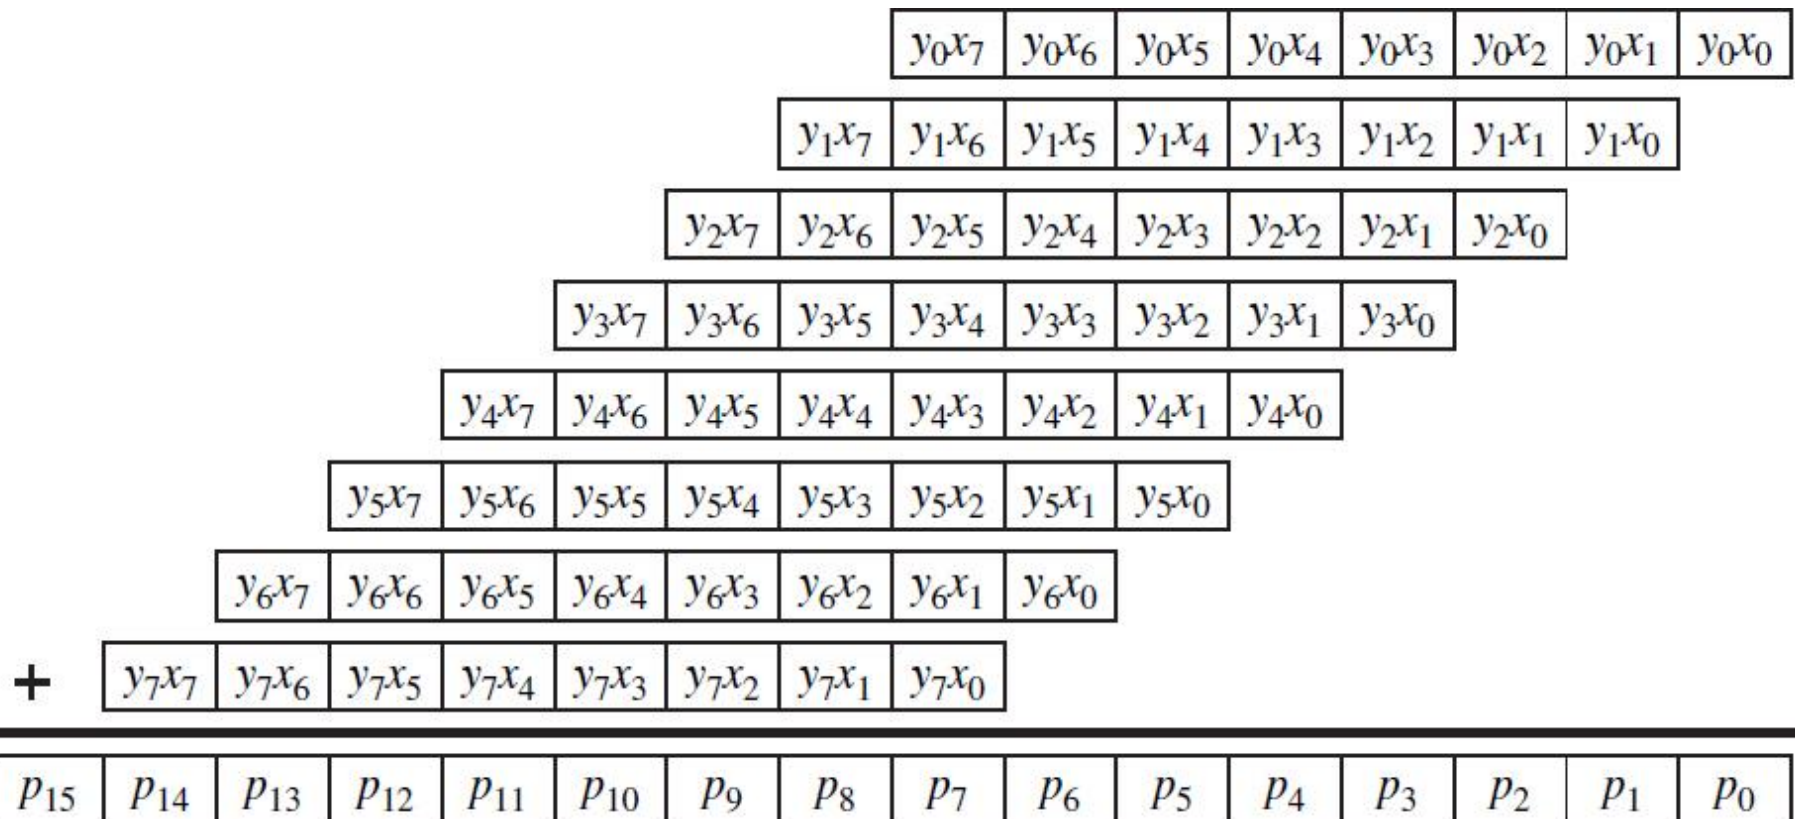 y₀x₇ y₀x₆ y₀x₅ y₀x₄ y₀x₃ y₀x₂ y₀x₁ y₀x₀
y₁x₇ y₁x₆ y₁x₅ y₁x₄ y₁x₃ y₁x₂ y₁x₁ y₁x₀
y₂x₇ y₂x₆ y₂x₅ y₂x₄ y₂x₃ y₂x₂ y₂x₁ y₂x₀
y₃x₇ y₃x₆ y₃x₅ y₃x₄ y₃x₃ y₃x₂ y₃x₁ y₃x₀
y₄x₇ y₄x₆ y₄x₅ y₄x₄ y₄x₃ y₄x₂ y₄x₁ y₄x₀
y₅x₇ y₅x₆ y₅x₅ y₅x₄ y₅x₃ y₅x₂ y₅x₁ y₅x₀
y₆x₇ y₆x₆ y₆x₅ y₆x₄ y₆x₃ y₆x₂ y₆x₁ y₆x₀
+ y₇x₇ y₇x₆ y₇x₅ y₇x₄ y₇x₃ y₇x₂ y₇x₁ y₇x₀
p₁₅ p₁₄ p₁₃ p₁₂ p₁₁ p₁₀ p₉ p₈ p₇ p₆ p₅ p₄ p₃ p₂ p₁ p₀